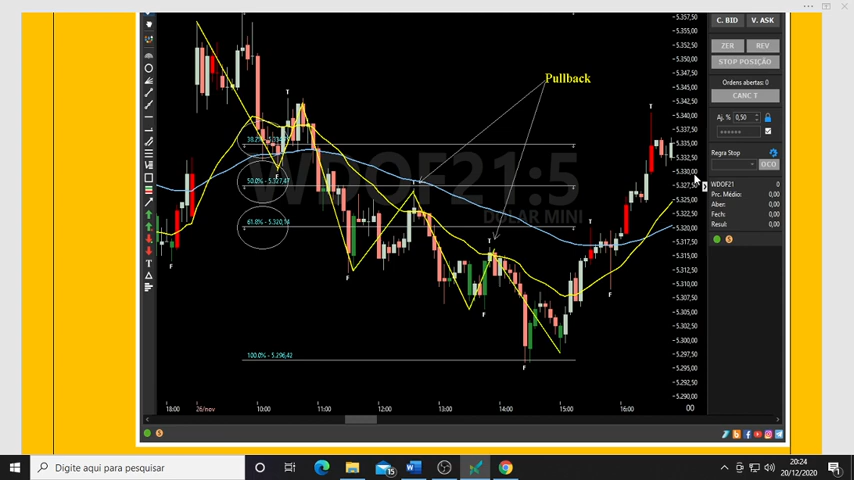 5.357,50
C. BID V. ASK
5.355,00
5.352,50
ZER REV
5.350,00
STOP POSIÇÃO
5.347,50
Pullback
Ordens abertas: 0
5.345,00
CANC T
5.342,50
T
T
5.340,00
Aj. % 0,50
5.337,50
38.2% - 5.334,
5.335,00
Regra Stop
5.332,50
OCO
5.330,00
F
50.0% - 5.327,47
WDOF21:5
T
5.327,50
WDOF21 0
5.325,00
Prc. Médio: 0,00
DOLAR MINI
5.322,50
Aber: 0,00
61.8% - 5.320,14
T
5.320,00
Fech: 0,00
5.317,50
Result: 0,00
T
5.315,00
F
F
5.312,50
5.310,00
F
5.307,50
5.305,00
F
5.302,50
5.300,00
5.297,50
100.0% - 5.296,42
F
5.295,00
5.292,50
5.290,00
18:00 26/nov 10:00 11:00 12:00 13:00 14:00 15:00 16:00 00
Digite aqui para pesquisar
15
20:24
20/12/2020